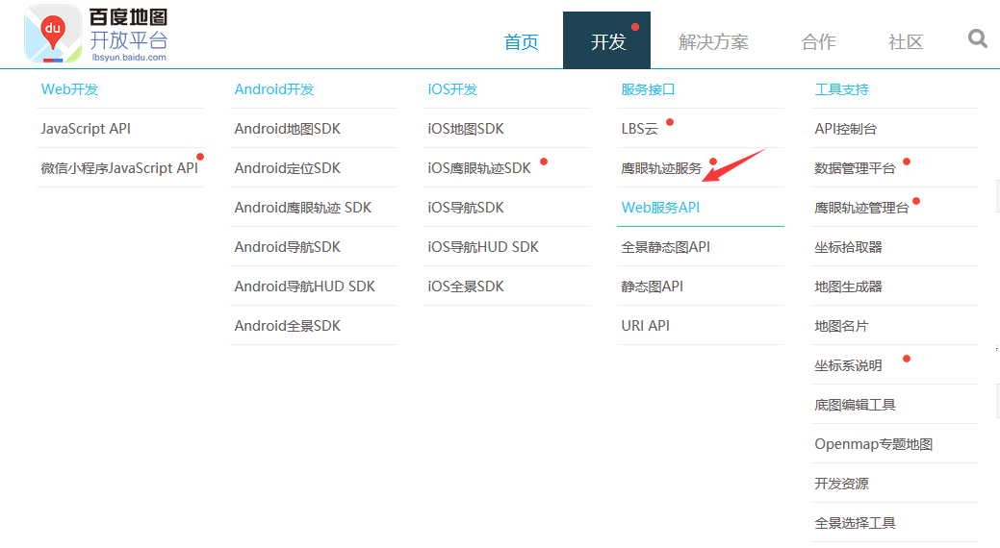 du
百度地图
开放平台
lbsyun.baidu.com
首页
开发
解决方案
合作
社区
Web开发
JavaScript API
微信小程序JavaScript API
Android开发
Android地图SDK
Android定位SDK
Android鹰眼轨迹 SDK
Android导航SDK
Android导航HUD SDK
Android全景SDK
iOS开发
iOS地图SDK
iOS鹰眼轨迹SDK
iOS导航SDK
iOS导航HUD SDK
iOS全景SDK
服务接口
LBS云
鹰眼轨迹服务
Web服务API
全景静态图API
静态图API
URI API
工具支持
API控制台
数据管理平台
鹰眼轨迹管理台
坐标拾取器
地图生成器
地图名片
坐标系说明
底图编辑工具
Openmap专题地图
开发资源
全景选择工具